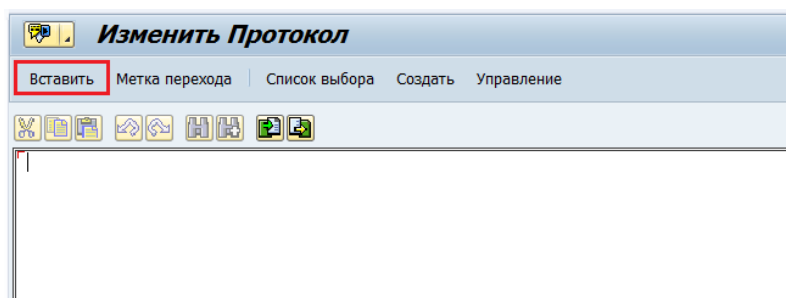 Изменить Протокол
Вставить Метка перехода Список выбора Создать Управление